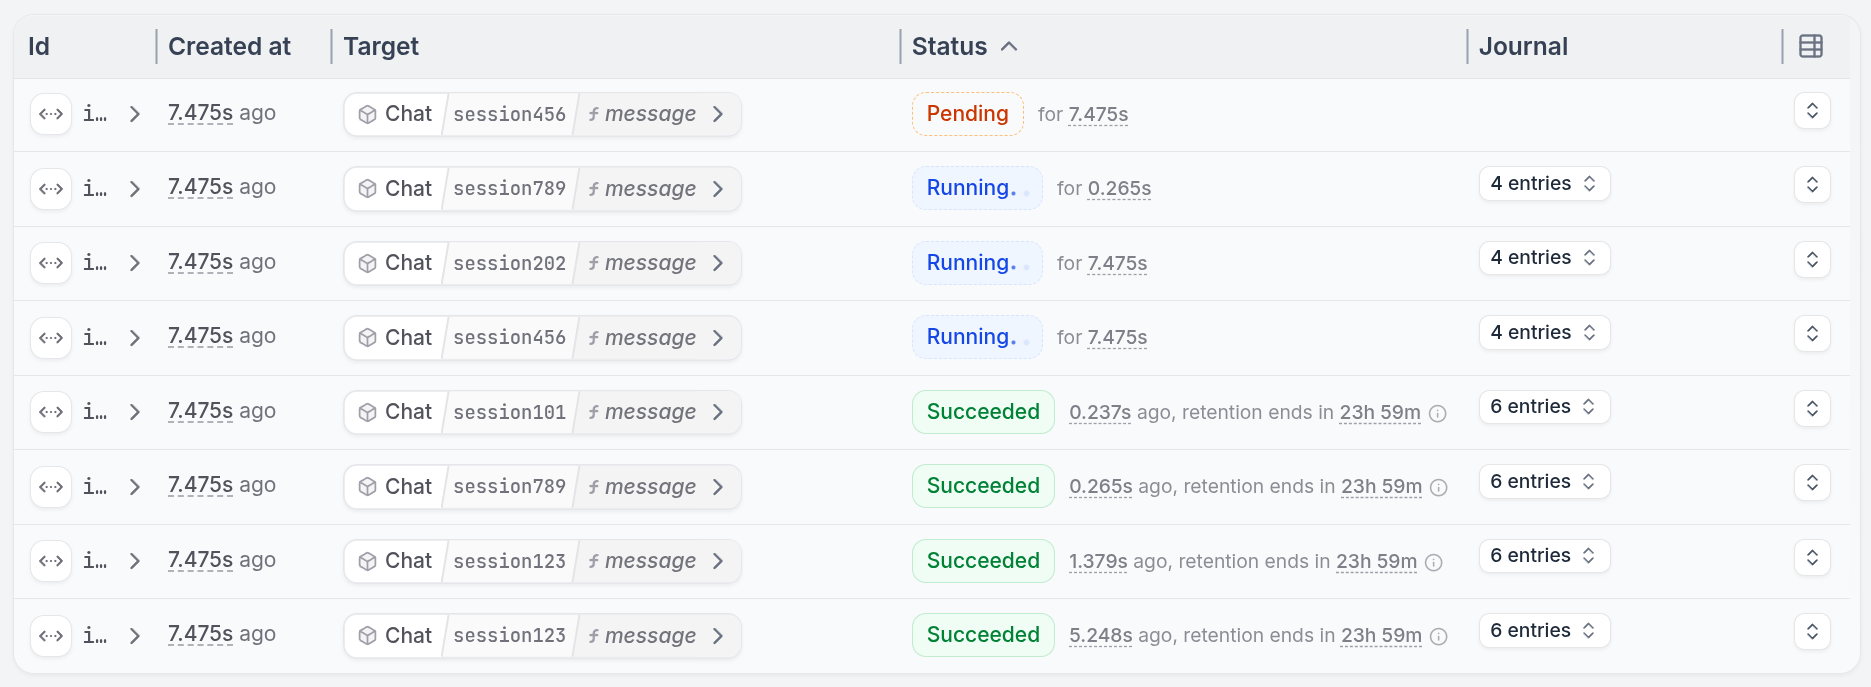 Id Created at Target Status Journal
i… 7.475s ago Chat session456 ƒ message Pending for 7.475s
i… 7.475s ago Chat session789 ƒ message Running. for 0.265s 4 entries
i… 7.475s ago Chat session202 ƒ message Running. for 7.475s 4 entries
i… 7.475s ago Chat session456 ƒ message Running. for 7.475s 4 entries
i… 7.475s ago Chat session101 ƒ message Succeeded 0.237s ago, retention ends in 23h 59m 6 entries
i… 7.475s ago Chat session789 ƒ message Succeeded 0.265s ago, retention ends in 23h 59m 6 entries
i… 7.475s ago Chat session123 ƒ message Succeeded 1.379s ago, retention ends in 23h 59m 6 entries
i… 7.475s ago Chat session123 ƒ message Succeeded 5.248s ago, retention ends in 23h 59m 6 entries